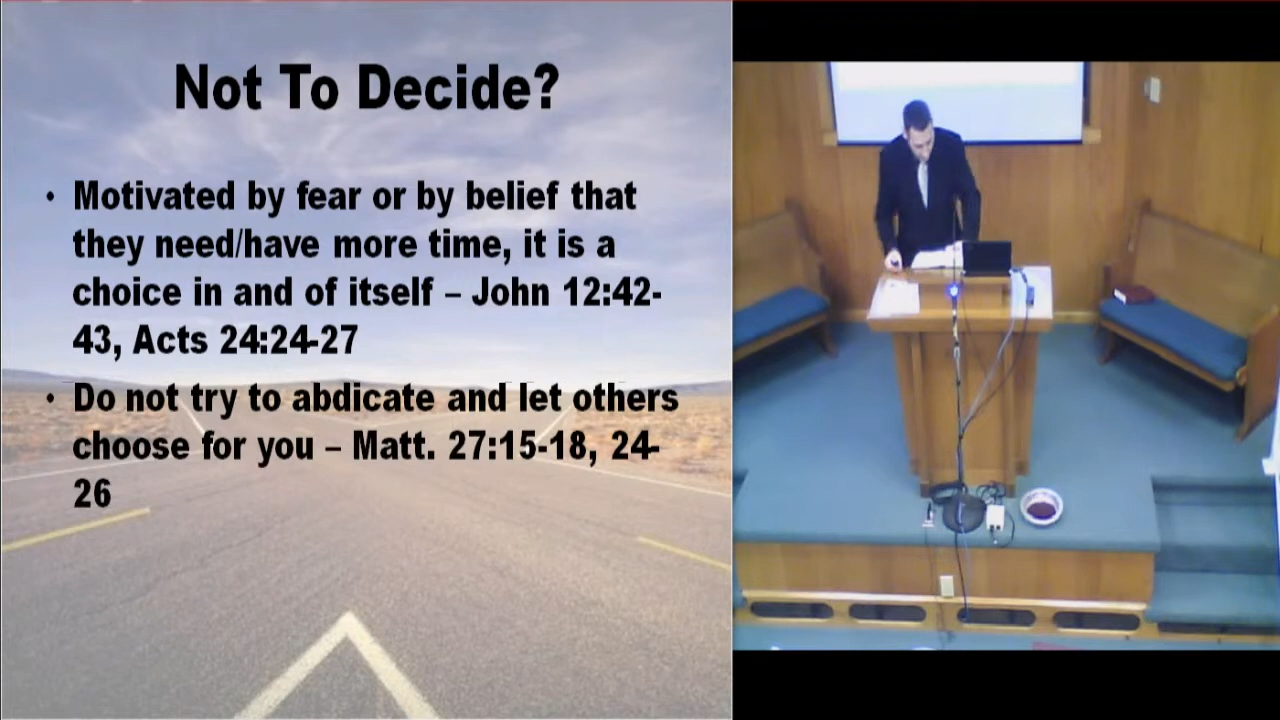 Not To Decide?
• Motivated by fear or by belief that
they need/have more time, it is a
choice in and of itself – John 12:42-
43, Acts 24:24-27
• Do not try to abdicate and let others
choose for you – Matt. 27:15-18, 24-
26